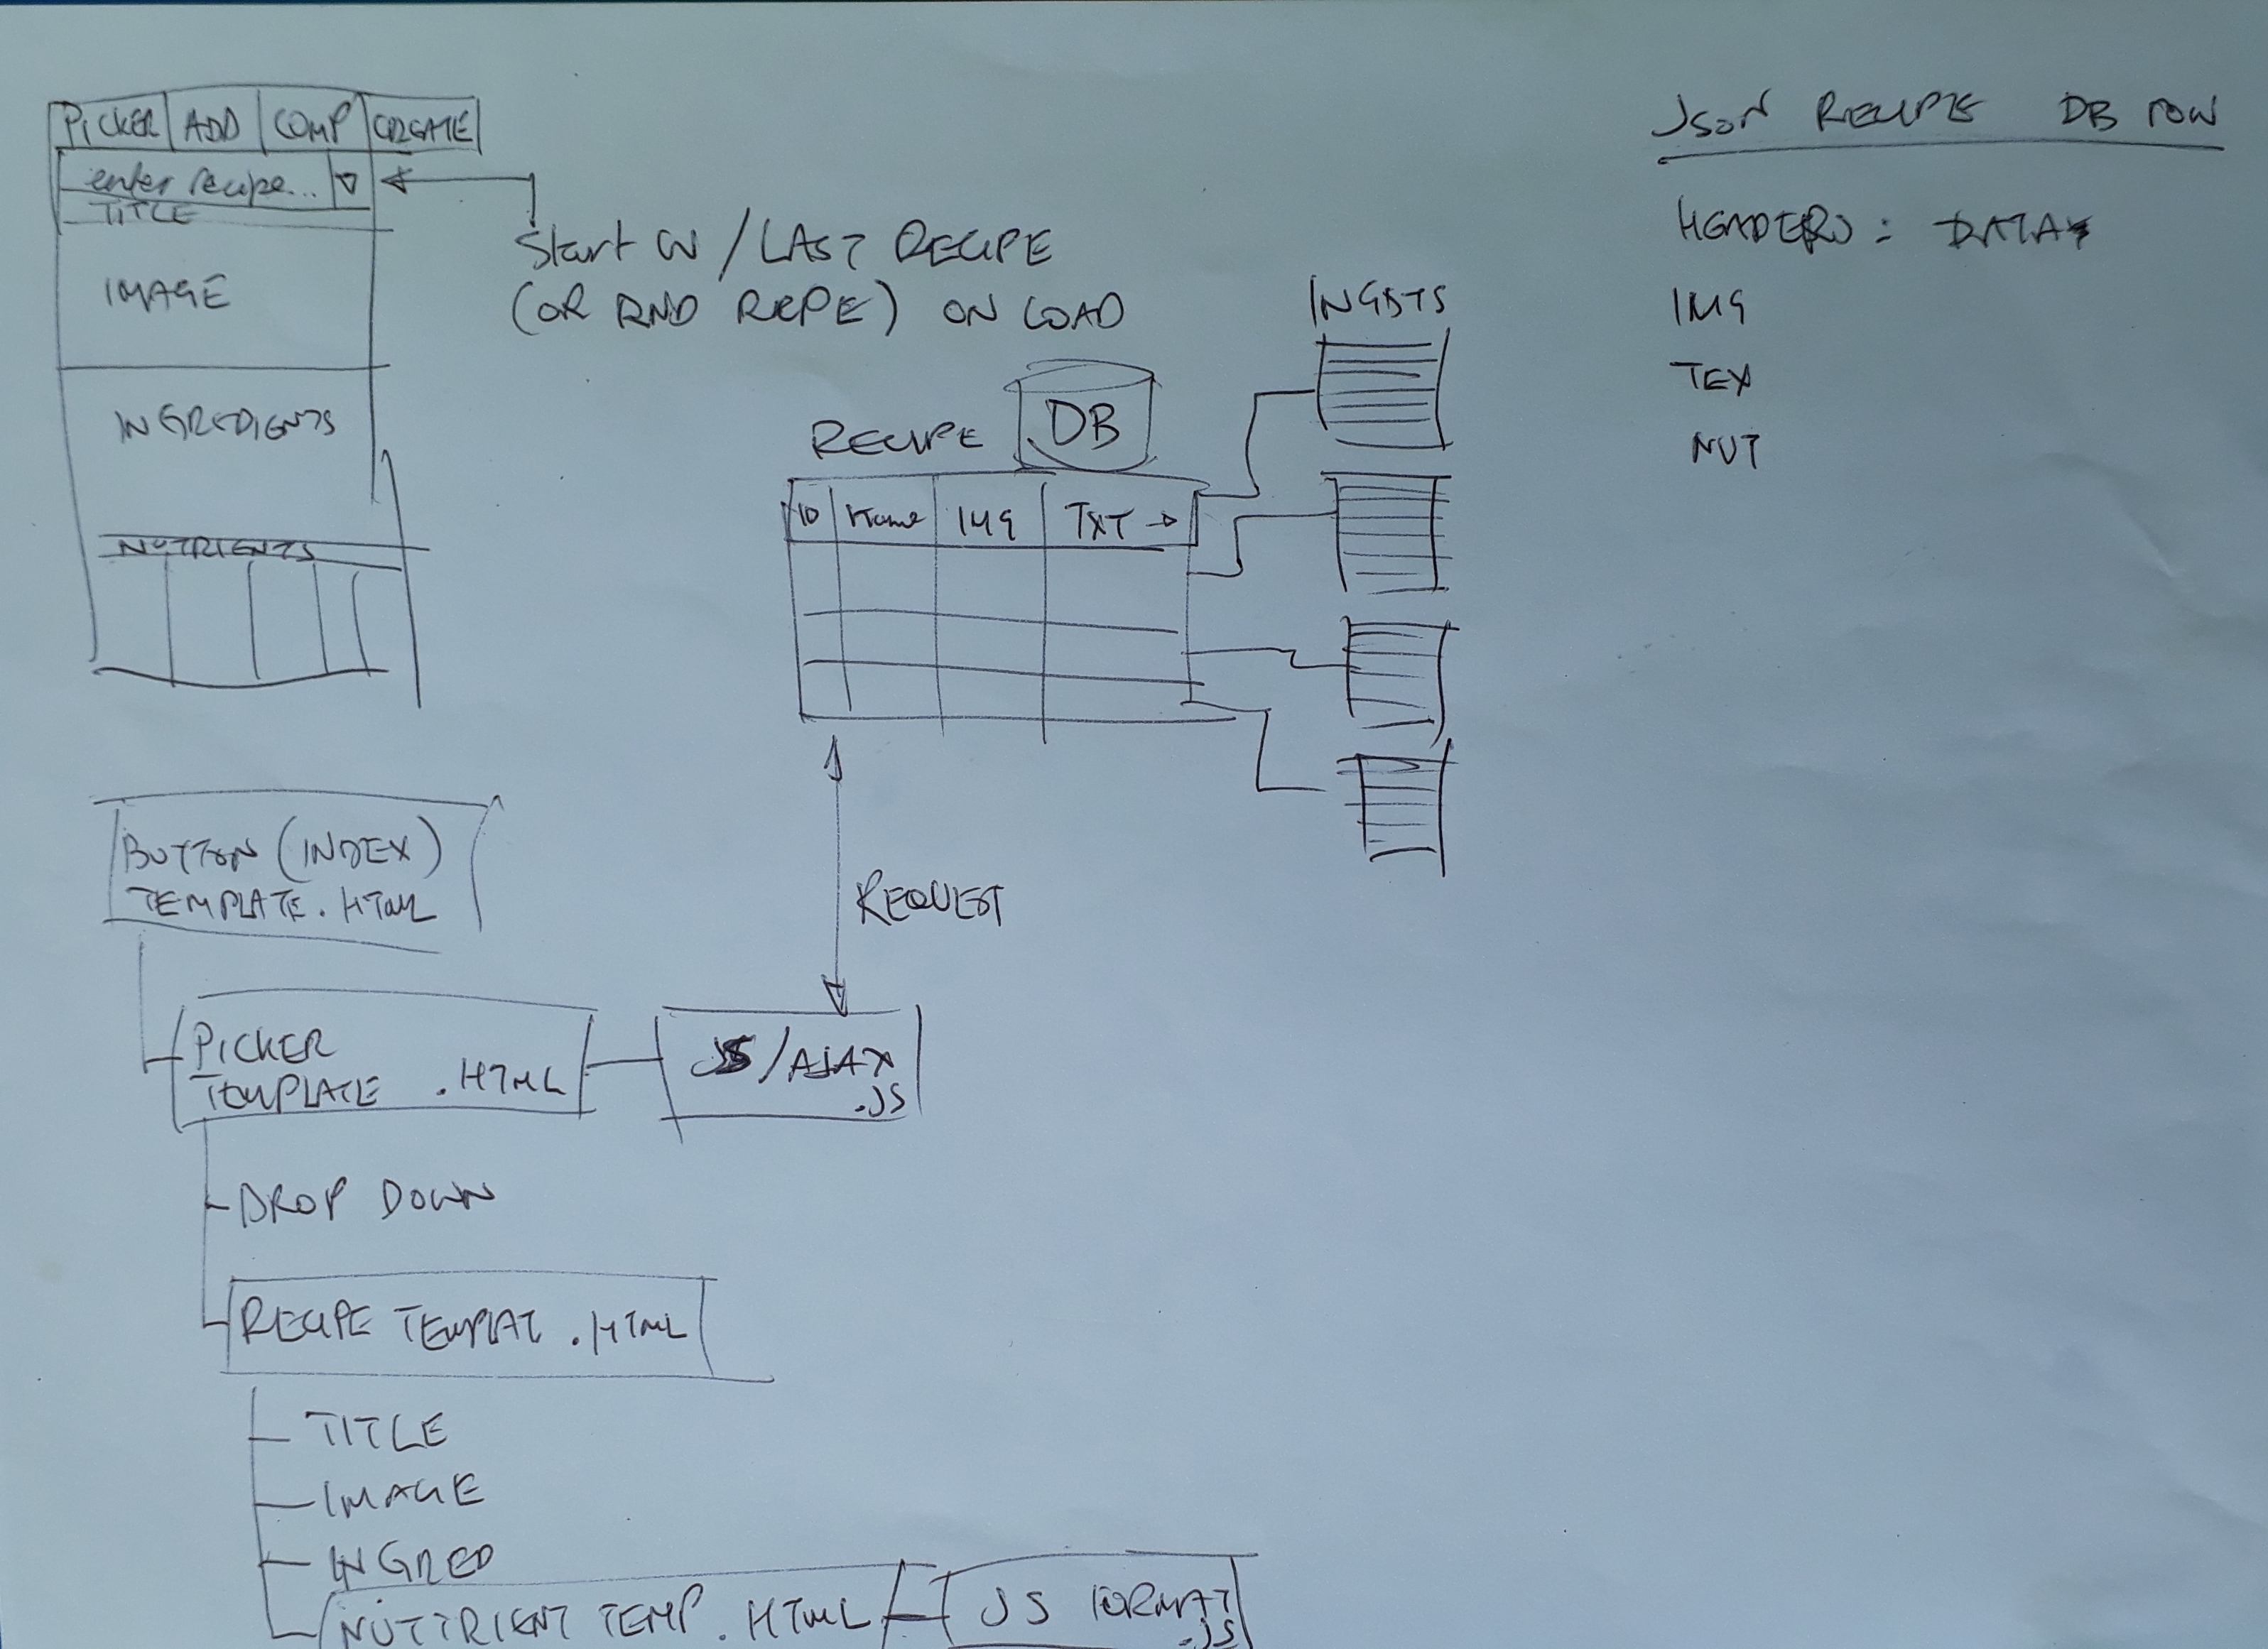 PICKER ADD COMP CREATE
enter recipe...
TITLE
IMAGE
INGREDIENTS
NUTRIENTS
Start W/LAST RECIPE
(OR RND RECPE) ON LOAD
RECIPE DB
ID Name IMG TXT →
INGDTS
JSON RECIPE DB ROW
HEADERS : DATA
IMG
TEX
NUT
REQUEST
BUTTON (INDEX)
TEMPLATE.HTML
PICKER
TEMPLATE .HTML
JS/AJAX
.JS
DROP DOWN
RECIPE TEMPLAT .HTML
TITLE
IMAGE
INGRED
NUTTRIENT TEMP. HTML
JS FORMAT
.JS